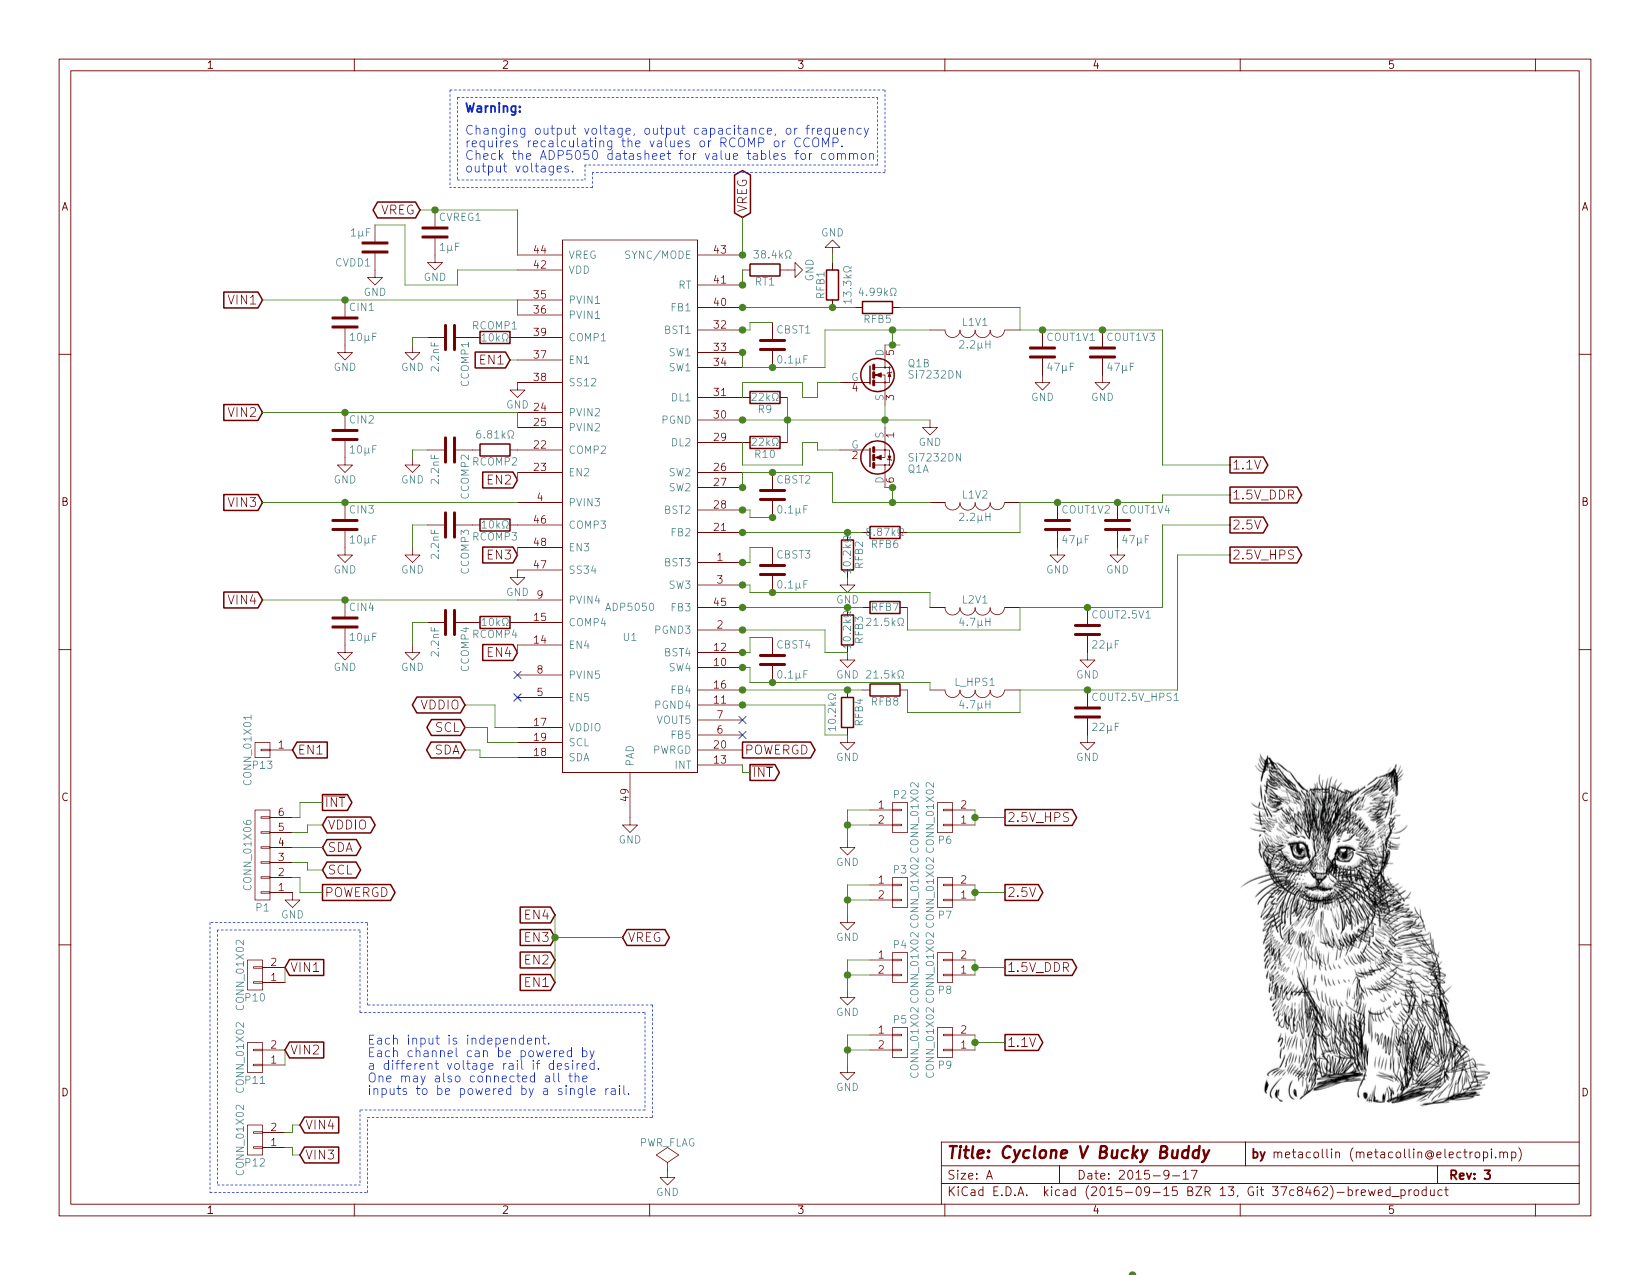 1 2 3 4 5
A
B
C
D
Warning:
Changing output voltage, output capacitance, or frequency
requires recalculating the values or RCOMP or CCOMP.
Check the ADP5050 datasheet for value tables for common
output voltages.
VREG
VREG
CVREG1
1µF
1µF
CVDD1
GND
GND
VIN1
CIN1
10µF
GND
RCOMP1
10kΩ
2.2nF
CCOMP1
GND
EN1
GND
VIN2
CIN2
10µF
GND
6.81kΩ
RCOMP2
2.2nF
CCOMP2
GND
EN2
VIN3
CIN3
10µF
GND
10kΩ
RCOMP3
2.2nF
CCOMP3
GND
EN3
GND
VIN4
CIN4
10µF
GND
10kΩ
RCOMP4
2.2nF
CCOMP4
GND
EN4
VDDIO
SCL
SDA
44 VREG
42 VDD
35 PVIN1
36 PVIN1
39 COMP1
37 EN1
38 SS12
24 PVIN2
25 PVIN2
22 COMP2
23 EN2
4 PVIN3
46 COMP3
48 EN3
47 SS34
9 PVIN4
15 COMP4
14 EN4
8 PVIN5
5 EN5
17 VDDIO
19 SCL
18 SDA
ADP5050
U1
PAD
49
GND
SYNC/MODE 43
RT 41
FB1 40
BST1 32
SW1 33
SW1 34
DL1 31
PGND 30
DL2 29
SW2 26
SW2 27
BST2 28
FB2 21
BST3 1
SW3 3
FB3 45
PGND3 2
BST4 12
SW4 10
FB4 16
PGND4 11
VOUT5 7
FB5 6
PWRGD 20
INT 13
38.4kΩ
RT1
GND
GND
RFB1
13.3kΩ
4.99kΩ
RFB5
CBST1
0.1µF
L1V1
2.2µH
COUT1V1
47µF
GND
COUT1V3
47µF
GND
Q1B
SI7232DN
D
5
G
4
S
3
22kΩ
R9
22kΩ
R10
GND
S
1
G
2
D
6
SI7232DN
Q1A
CBST2
0.1µF
L1V2
2.2µH
COUT1V2
47µF
GND
COUT1V4
47µF
GND
RFB6
RFB2
GND
CBST3
0.1µF
RFB7
21.5kΩ
RFB3
GND
L2V1
4.7µH
COUT2.5V1
22µF
GND
CBST4
0.1µF
21.5kΩ
RFB8
10.2kΩ
RFB4
GND
L_HPS1
4.7µH
COUT2.5V_HPS1
22µF
GND
1.1V
1.5V_DDR
2.5V
2.5V_HPS
POWERGD
INT
CONN_01X01
P13
1
EN1
CONN_01X06
P1
6 INT
5 VDDIO
4 SDA
3 SCL
2 POWERGD
1 GND
EN4
EN3
EN2
EN1
VREG
CONN_01X02
P10
2
1
VIN1
CONN_01X02
P11
2
1
VIN2
CONN_01X02
P12
2
1
VIN4
VIN3
Each input is independent.
Each channel can be powered by
a different voltage rail if desired.
One may also connected all the
inputs to be powered by a single rail.
PWR_FLAG
GND
P2
1
2
GND
CONN_01X02
CONN_01X02
2
1
P6
2.5V_HPS
P3
1
2
GND
CONN_01X02
CONN_01X02
2
1
P7
2.5V
P4
1
2
GND
CONN_01X02
CONN_01X02
2
1
P8
1.5V_DDR
P5
1
2
GND
CONN_01X02
CONN_01X02
2
1
P9
1.1V
Title: Cyclone V Bucky Buddy
by metacollin (metacollin@electropi.mp)
Size: A
Date: 2015-9-17
Rev: 3
KiCad E.D.A. kicad (2015-09-15 BZR 13, Git 37c8462)-brewed_product
A
B
C
D
1 2 3 4 5